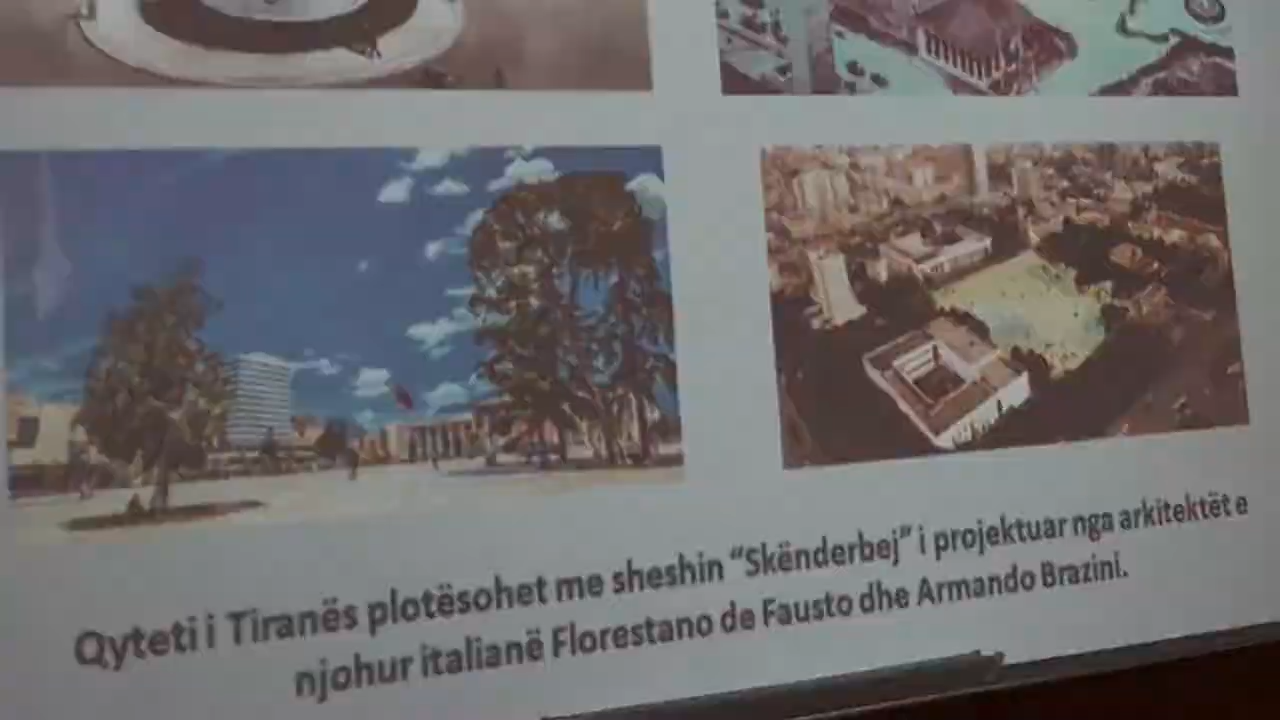 Qyteti i Tiranës plotësohet me sheshin “Skënderbej” i projektuar nga arkitektët e
njohur italianë Florestano de Fausto dhe Armando Brazini.